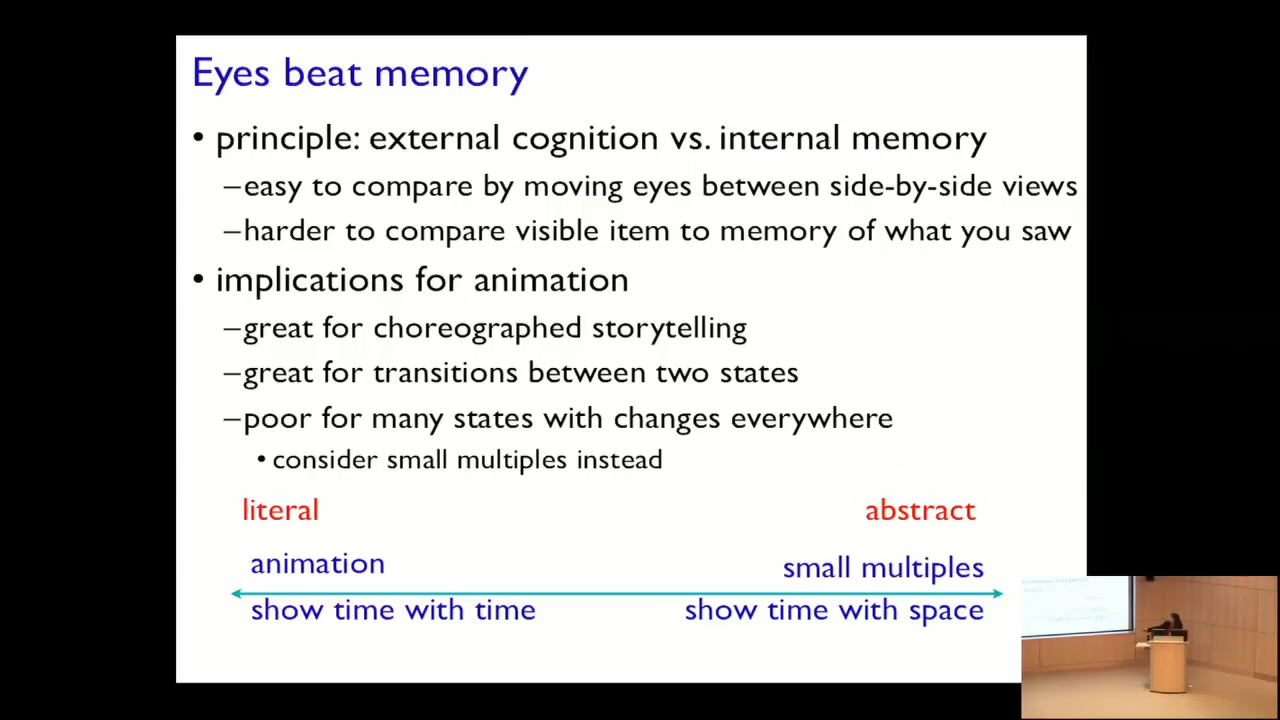 Eyes beat memory
• principle: external cognition vs. internal memory
–easy to compare by moving eyes between side-by-side views
–harder to compare visible item to memory of what you saw
• implications for animation
–great for choreographed storytelling
–great for transitions between two states
–poor for many states with changes everywhere
• consider small multiples instead
literal abstract
animation small multiples
show time with time show time with space